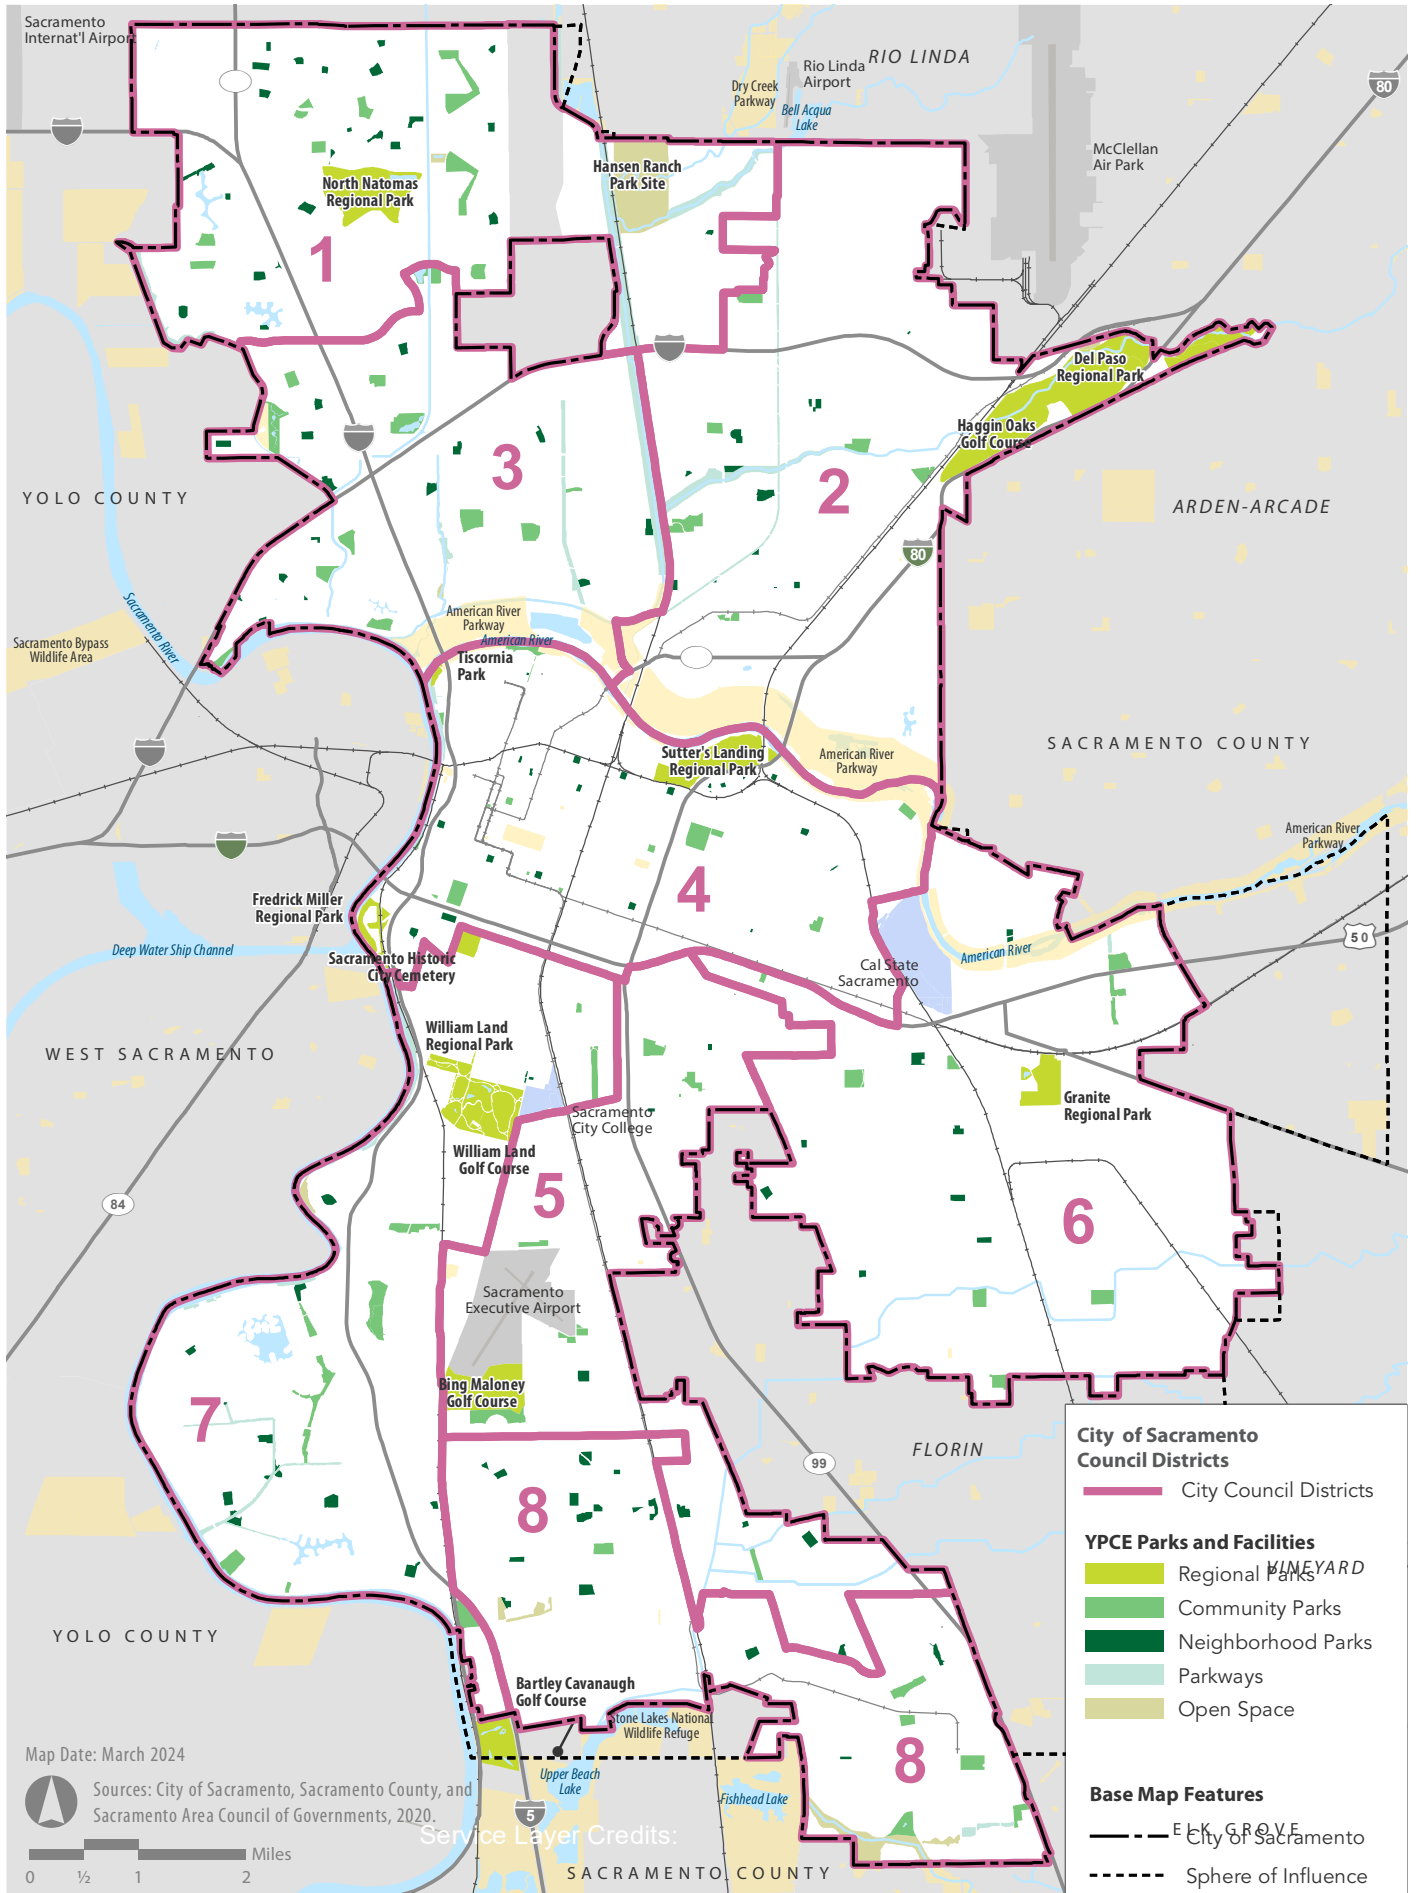 Sacramento
Internat'l Airport
RIO LINDA
Rio Linda
Airport
80
Dry Creek
Parkway
Bell Acqua
Lake
McClellan
Air Park
Hansen Ranch
Park Site
North Natomas
Regional Park
1
Del Paso
Regional Park
Haggin Oaks
Golf Course
3
2
YOLO COUNTY
ARDEN-ARCADE
80
Sacramento River
American River
Parkway
American River
Sacramento Bypass
Wildlife Area
Tiscornia
Park
SACRAMENTO COUNTY
Sutter's Landing
Regional Park
American River
Parkway
American River
Parkway
4
Fredrick Miller
Regional Park
50
Deep Water Ship Channel
American River
Sacramento Historic
City Cemetery
Cal State
Sacramento
William Land
Regional Park
WEST SACRAMENTO
Granite
Regional Park
Sacramento
City College
William Land
Golf Course
5
84
6
Sacramento
Executive Airport
Bing Maloney
Golf Course
7
FLORIN
99
8
City of Sacramento
Council Districts
City Council Districts
YPCE Parks and Facilities
VINEYARD
Regional Parks
Community Parks
Neighborhood Parks
Parkways
Open Space
YOLO COUNTY
Bartley Cavanaugh
Golf Course
Stone Lakes National
Wildlife Refuge
8
Map Date: March 2024
Sources: City of Sacramento, Sacramento County, and
Sacramento Area Council of Governments, 2020.
Upper Beach
Lake
Fishhead Lake
5
Service Layer Credits:
Base Map Features
ELK GROVE
City of Sacramento
Sphere of Influence
Miles
0 ½ 1 2
SACRAMENTO COUNTY